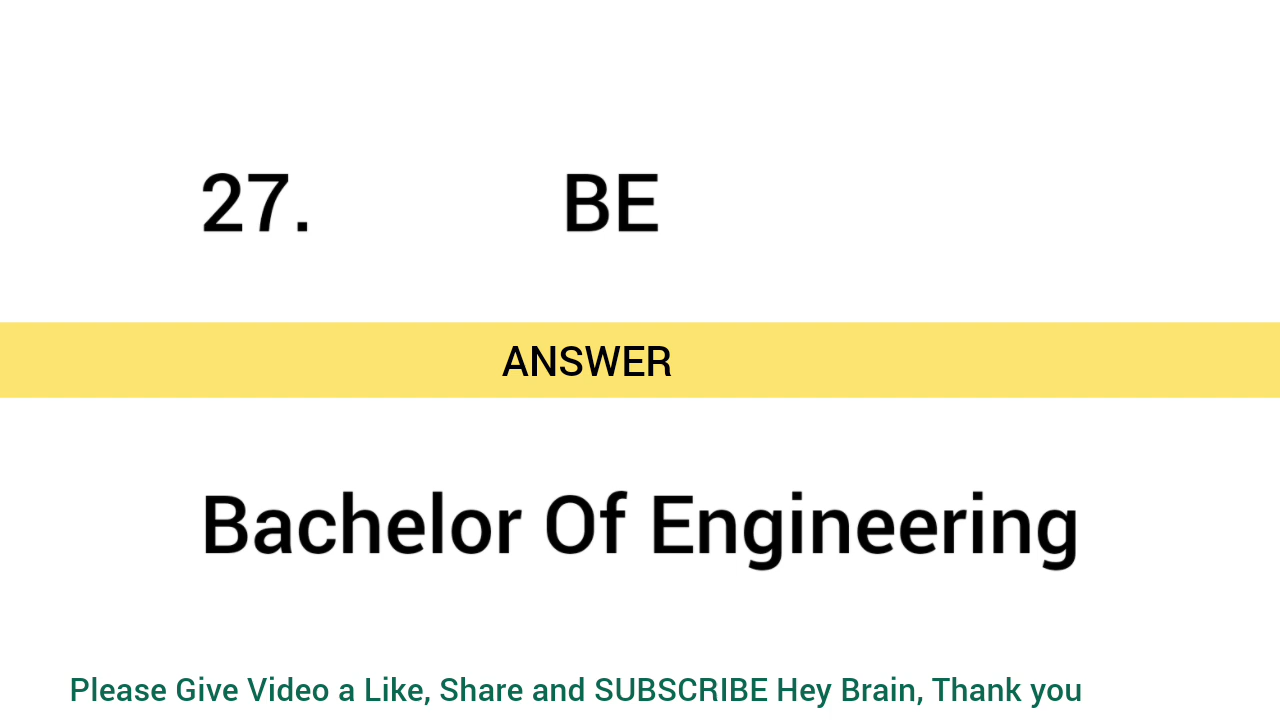 27. BE
ANSWER
Bachelor Of Engineering
Please Give Video a Like, Share and SUBSCRIBE Hey Brain, Thank you